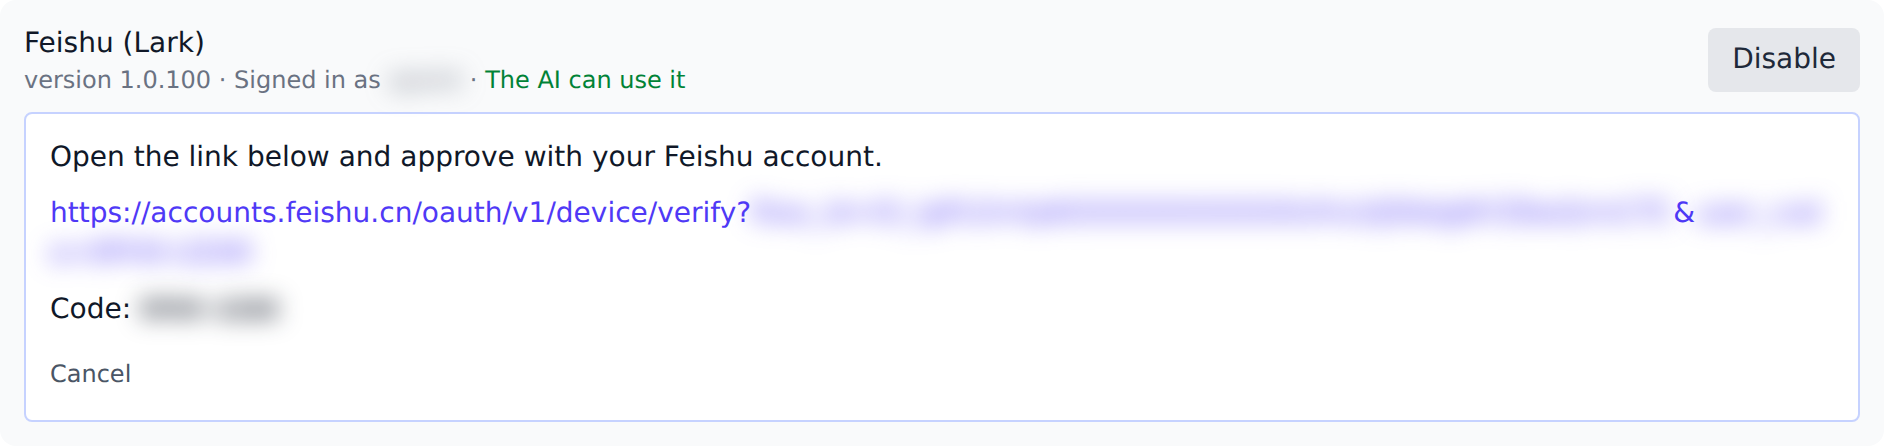 Feishu (Lark)
version 1.0.100 · Signed in as · The AI can use it
Disable
Open the link below and approve with your Feishu account.
https://accounts.feishu.cn/oauth/v1/device/verify? &
Code:
Cancel